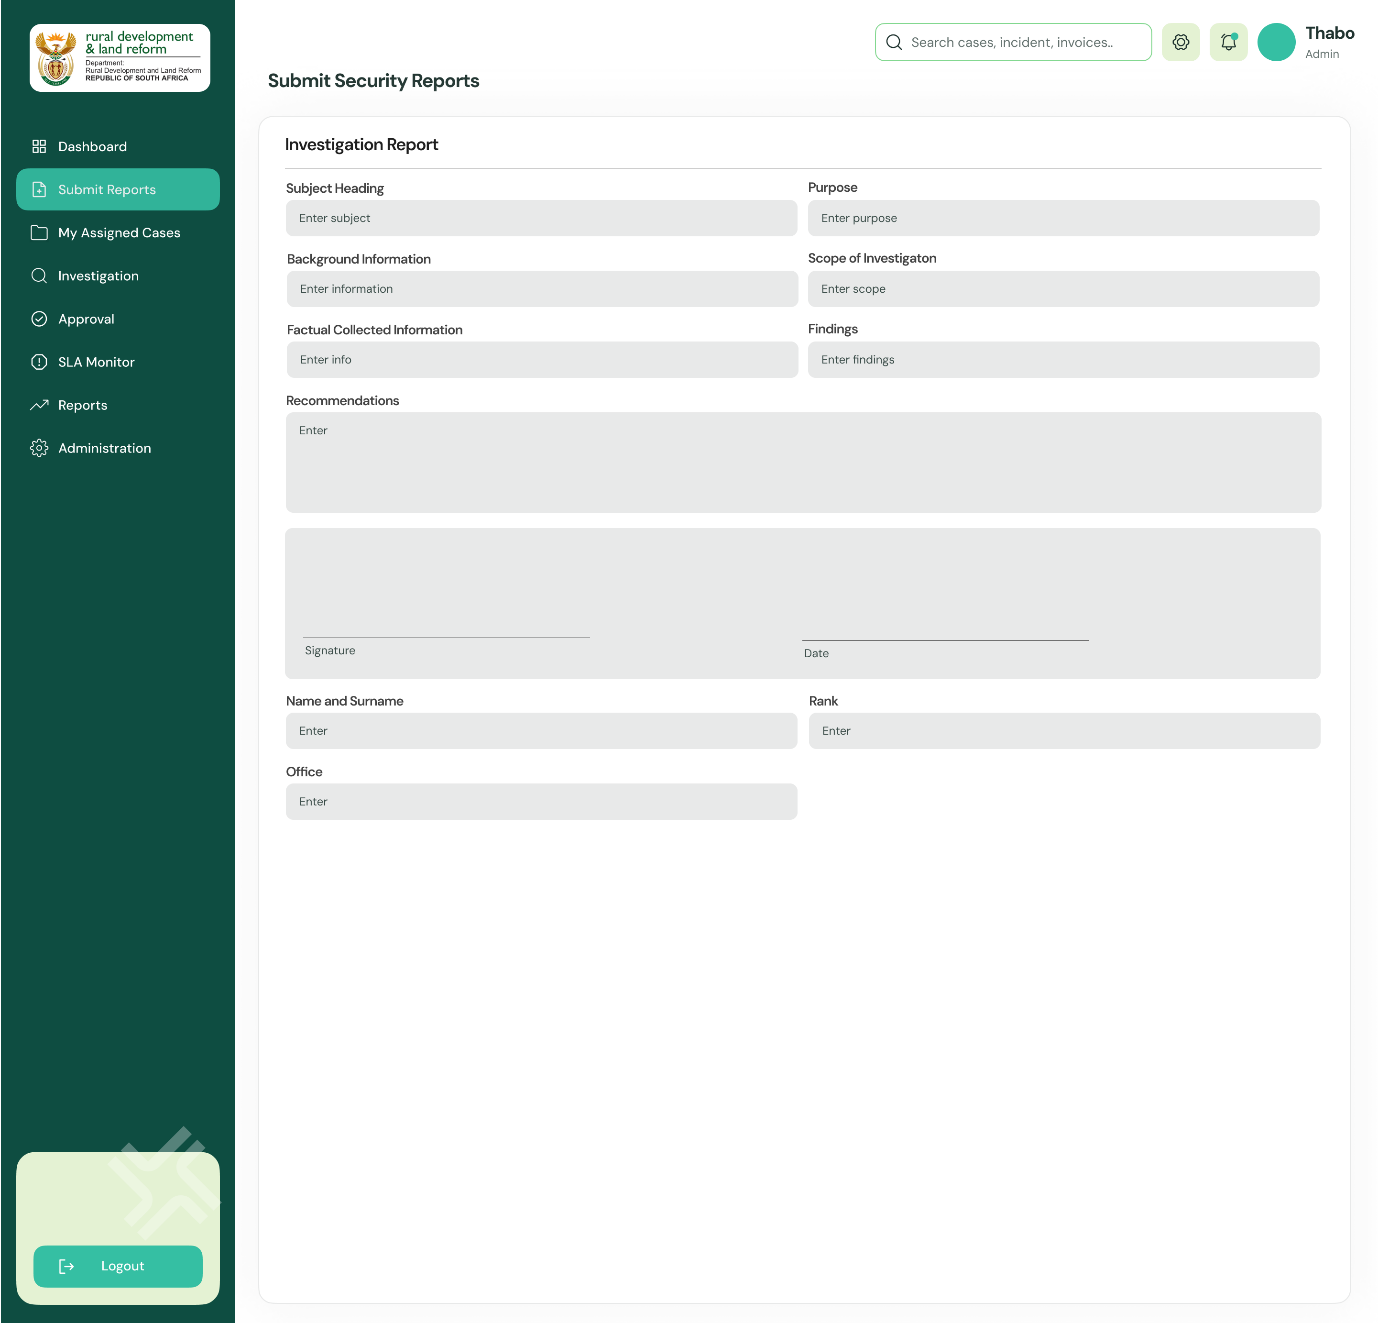 rural development
& land reform
Department:
Rural Development and Land Reform
REPUBLIC OF SOUTH AFRICA
Dashboard
Submit Reports
My Assigned Cases
Investigation
Approval
SLA Monitor
Reports
Administration
Logout
Search cases, incident, invoices..
Thabo
Admin
Submit Security Reports
Investigation Report
Subject Heading
Enter subject
Purpose
Enter purpose
Background Information
Enter information
Scope of Investigaton
Enter scope
Factual Collected Information
Enter info
Findings
Enter findings
Recommendations
Enter
Signature
Date
Name and Surname
Enter
Rank
Enter
Office
Enter